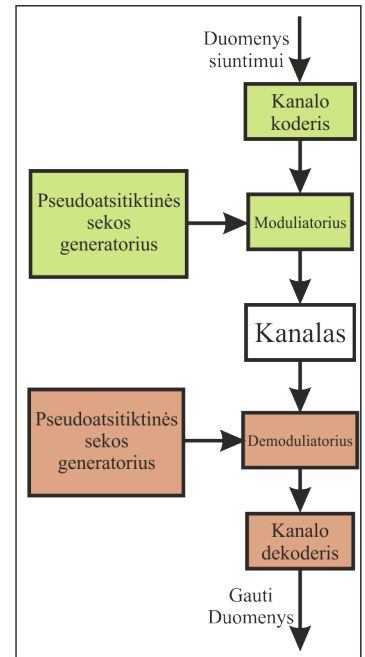 Duomenys
siuntimui
Kanalo
koderis
Pseudoatsitiktinės
sekos
generatorius
Moduliatorius
Kanalas
Pseudoatsitiktinės
sekos
generatorius
Demoduliatorius
Kanalo
dekoderis
Gauti
Duomenys